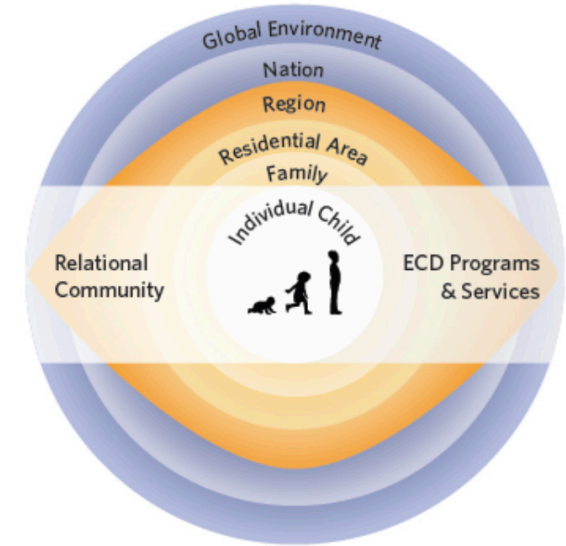 Global Environment
Nation
Region
Residential Area
Family
Individual Child
Relational
Community
ECD Programs
& Services